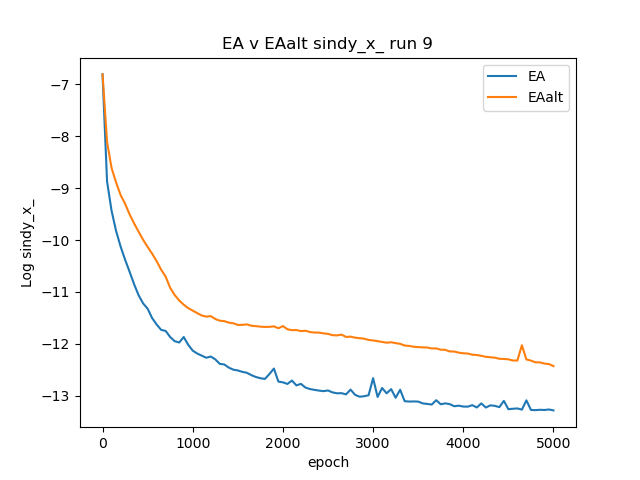 EA v EAalt sindy_x_ run 9
EA
EAalt
Log sindy_x_
−7
−8
−9
−10
−11
−12
−13
0
1000
2000
3000
4000
5000
epoch